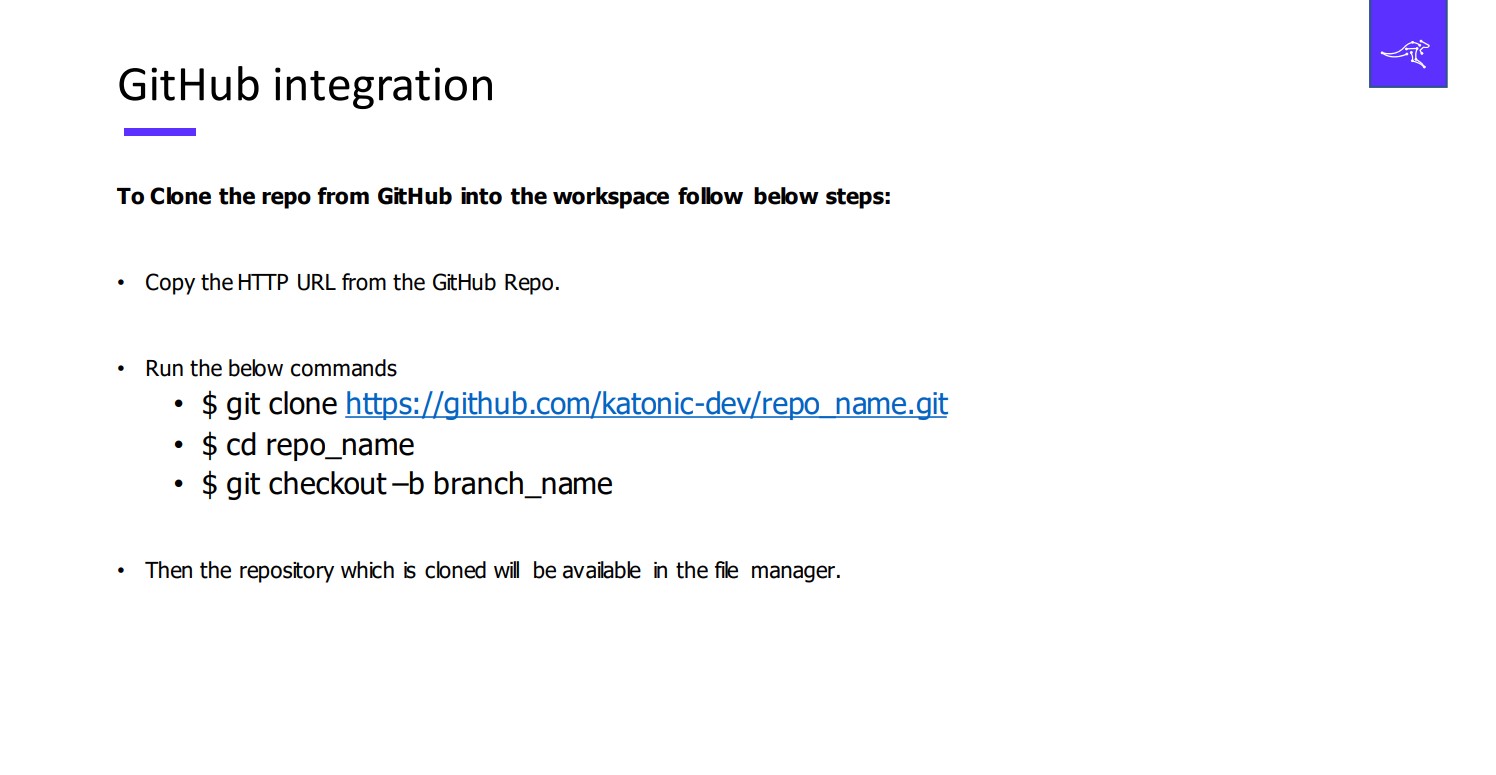 GitHub integration
To Clone the repo from GitHub into the workspace follow below steps:
• Copy the HTTP URL from the GitHub Repo.
• Run the below commands
• $ git clone https://github.com/katonic-dev/repo_name.git
• $ cd repo_name
• $ git checkout –b branch_name
• Then the repository which is cloned will be available in the file manager.